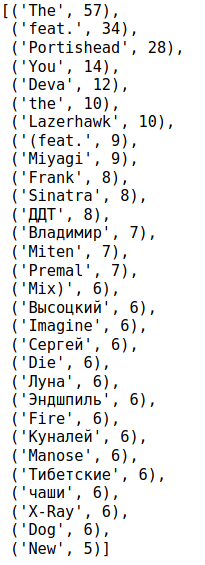 [('The', 57),
('feat.', 34),
('Portishead', 28),
('You', 14),
('Deva', 12),
('the', 10),
('Lazerhawk', 10),
('(feat.', 9),
('Miyagi', 9),
('Frank', 8),
('Sinatra', 8),
('ДДТ', 8),
('Владимир', 7),
('Miten', 7),
('Premal', 7),
('Mix)', 6),
('Высоцкий', 6),
('Imagine', 6),
('Сергей', 6),
('Die', 6),
('Луна', 6),
('Эндшпиль', 6),
('Fire', 6),
('Куналей', 6),
('Manose', 6),
('Тибетские', 6),
('чаши', 6),
('X-Ray', 6),
('Dog', 6),
('New', 5)]